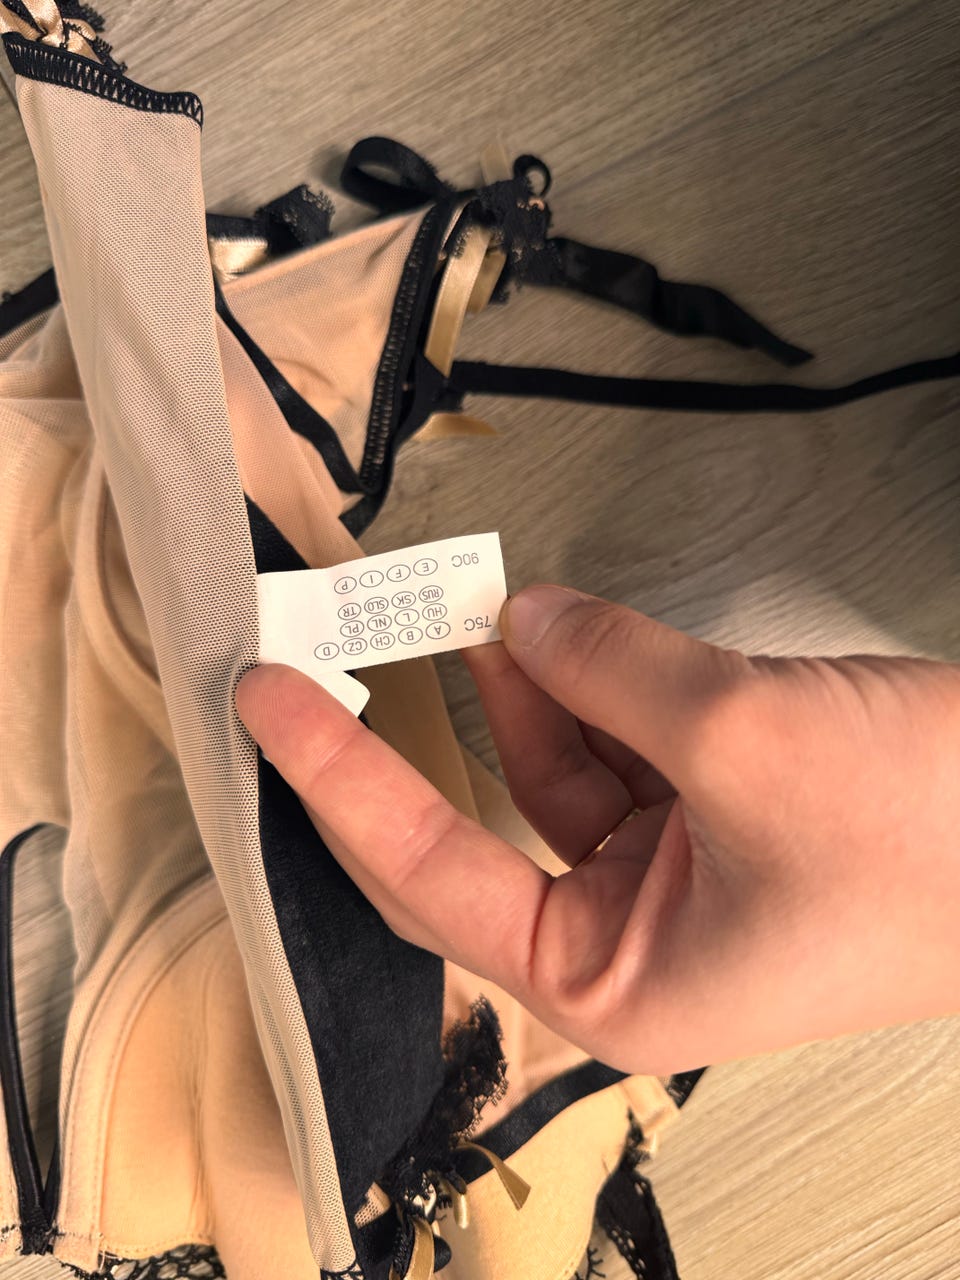 75C A B CH CZ D
HU L NL PL
RUS SK SLO TR
90C E F I P